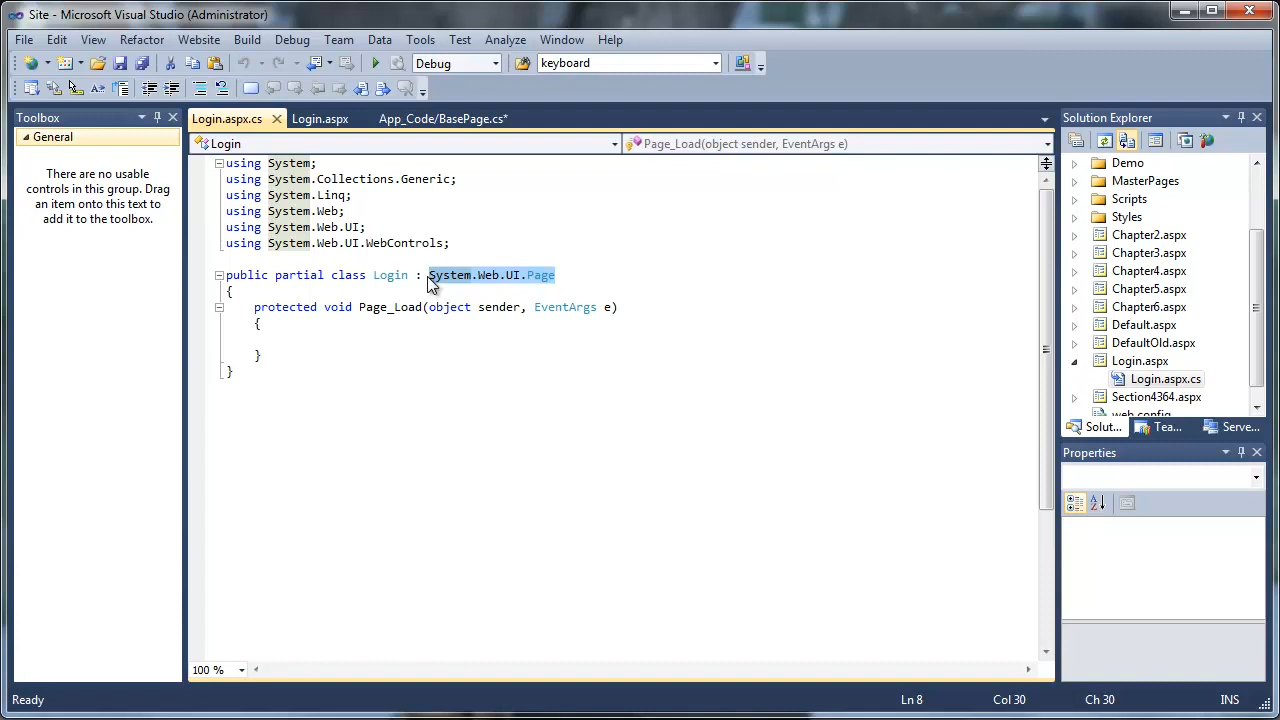 Site - Microsoft Visual Studio (Administrator)
File Edit View Refactor Website Build Debug Team Data Tools Test Analyze Window Help
Debug keyboard
Toolbox
General
There are no usable
controls in this group. Drag
an item onto this text to
add it to the toolbox.
Login.aspx.cs Login.aspx App_Code/BasePage.cs*
Login Page_Load(object sender, EventArgs e)
using System;
using System.Collections.Generic;
using System.Linq;
using System.Web;
using System.Web.UI;
using System.Web.UI.WebControls;
public partial class Login : System.Web.UI.Page
{
protected void Page_Load(object sender, EventArgs e)
{
}
}
100 %
Solution Explorer
Demo
MasterPages
Scripts
Styles
Chapter2.aspx
Chapter3.aspx
Chapter4.aspx
Chapter5.aspx
Chapter6.aspx
Default.aspx
DefaultOld.aspx
Login.aspx
Login.aspx.cs
Section4364.aspx
web.config
Solut... Tea... Serve...
Properties
Ready Ln 8 Col 30 Ch 30 INS